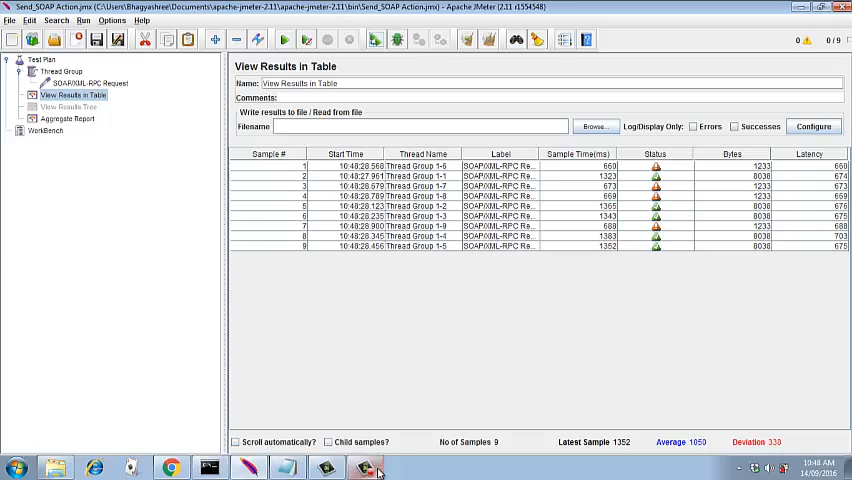 Send_SOAP Action.jmx (C:\Users\Bhagyashree\Documents\apache-jmeter-2.11\apache-jmeter-2.11\bin\Send_SOAP Action.jmx) - Apache JMeter (2.11 r1554548)
File Edit Search Run Options Help
0 0 / 9
Test Plan
Thread Group
SOAP/XML-RPC Request
View Results in Table
View Results Tree
Aggregate Report
WorkBench
View Results in Table
Name: View Results in Table
Comments:
Write results to file / Read from file
Filename Browse... Log/Display Only: Errors Successes Configure
Sample # Start Time Thread Name Label Sample Time(ms) Status Bytes Latency
1 10:48:28.568 Thread Group 1-6 SOAP/XML-RPC Re... 660 1233 660
2 10:48:27.961 Thread Group 1-1 SOAP/XML-RPC Re... 1323 8038 674
3 10:48:28.679 Thread Group 1-7 SOAP/XML-RPC Re... 673 1233 673
4 10:48:28.789 Thread Group 1-8 SOAP/XML-RPC Re... 669 1233 669
5 10:48:28.123 Thread Group 1-2 SOAP/XML-RPC Re... 1365 8038 676
6 10:48:28.235 Thread Group 1-3 SOAP/XML-RPC Re... 1343 8038 675
7 10:48:28.900 Thread Group 1-9 SOAP/XML-RPC Re... 688 1233 688
8 10:48:28.345 Thread Group 1-4 SOAP/XML-RPC Re... 1383 8038 703
9 10:48:28.456 Thread Group 1-5 SOAP/XML-RPC Re... 1352 8038 675
Scroll automatically? Child samples? No of Samples 9 Latest Sample 1352 Average 1050 Deviation 338
10:48 AM
14/09/2016